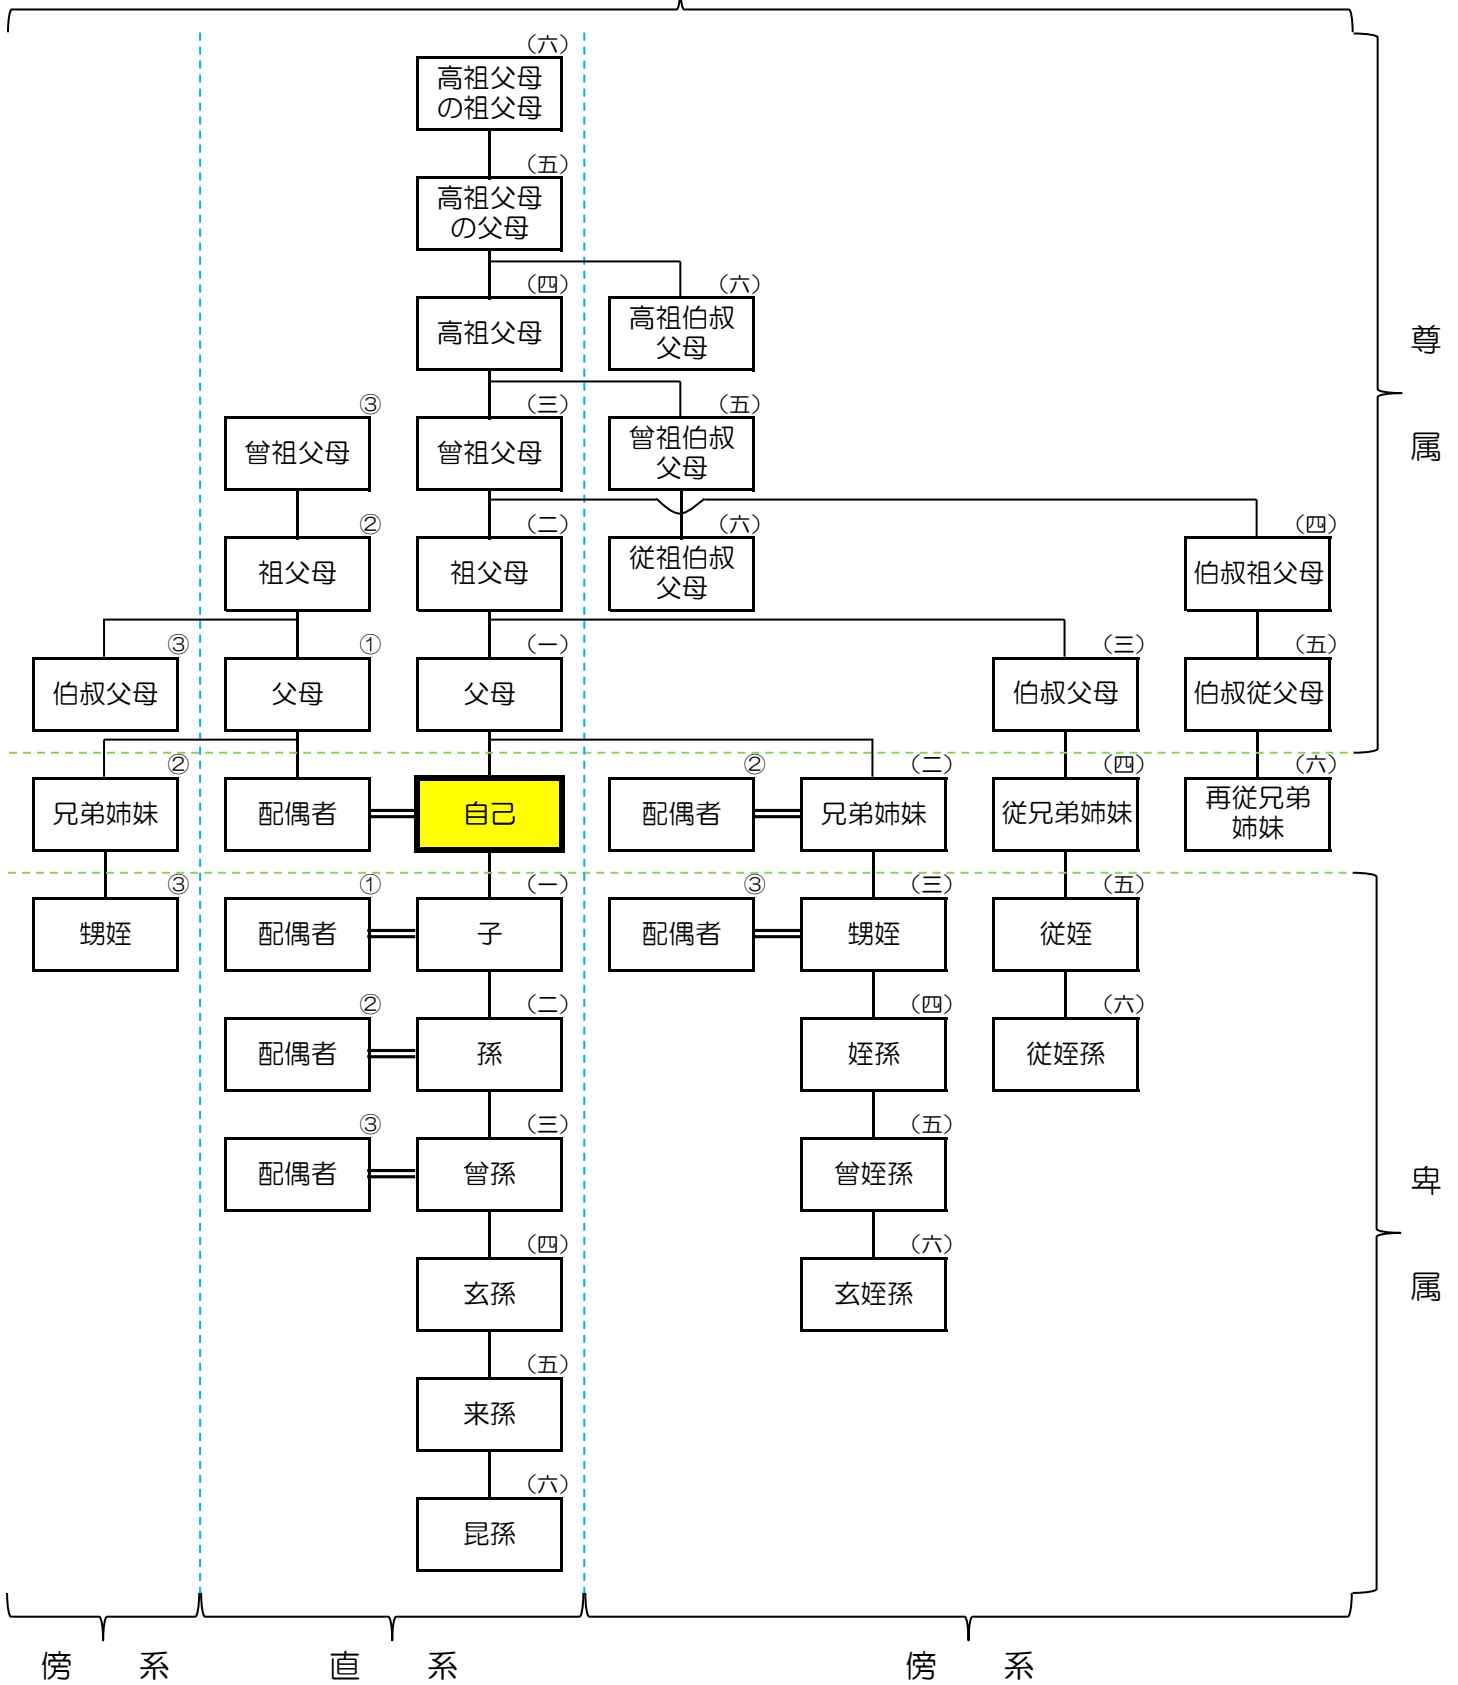 （六）
高祖父母
の祖父母
（五）
高祖父母
の父母
（四）
高祖父母
（六）
高祖伯叔
父母
③
曾祖父母
（三）
曾祖父母
（五）
曾祖伯叔
父母
②
祖父母
（二）
祖父母
（六）
従祖伯叔
父母
（四）
伯叔祖父母
③
伯叔父母
①
父母
（一）
父母
（三）
伯叔父母
（五）
伯叔従父母
②
兄弟姉妹
配偶者
自己
②
配偶者
（二）
兄弟姉妹
（四）
従兄弟姉妹
（六）
再従兄弟
姉妹
③
甥姪
①
配偶者
（一）
子
③
配偶者
（三）
甥姪
（五）
従姪
②
配偶者
（二）
孫
（四）
姪孫
（六）
従姪孫
③
配偶者
（三）
曾孫
（五）
曾姪孫
（四）
玄孫
（六）
玄姪孫
（五）
来孫
（六）
昆孫
尊属
卑属
傍系
直系
傍系